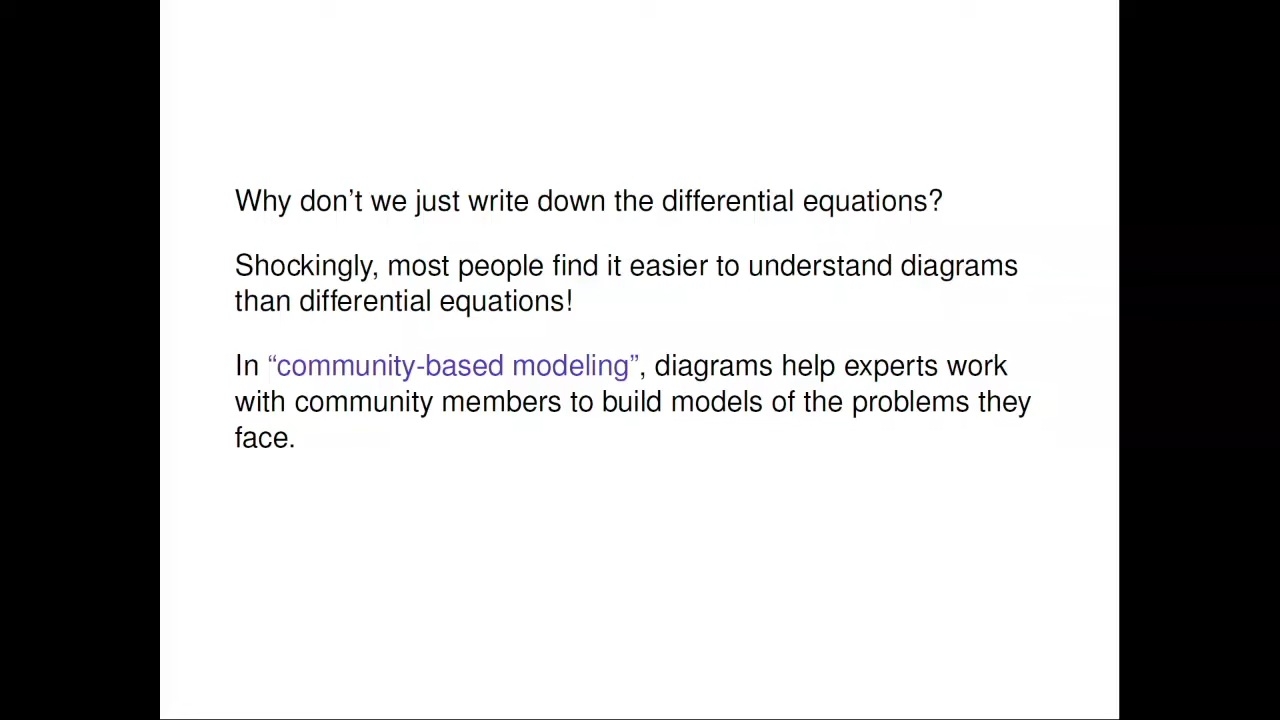 Why don’t we just write down the differential equations?
Shockingly, most people find it easier to understand diagrams
than differential equations!
In “community-based modeling”, diagrams help experts work
with community members to build models of the problems they
face.